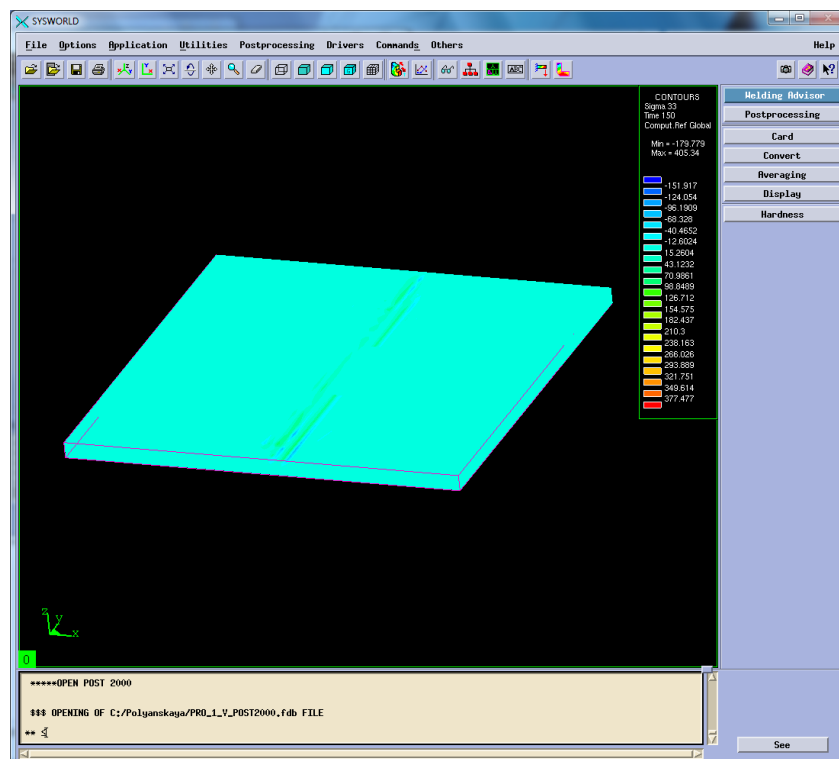 SYSWORLD
File Options Application Utilities Postprocessing Drivers Commands Others Help
ABC
CONTOURS
Sigma 33
Time 150
Comput.Ref Global
Min = -179.779
Max = 405.34
-151.917
-124.054
-96.1909
-68.328
-40.4652
-12.6024
15.2604
43.1232
70.9861
98.8489
126.712
154.575
182.437
210.3
238.163
266.026
293.889
321.751
349.614
377.477
Welding Advisor
Postprocessing
Card
Convert
Averaging
Display
Hardness
z
y
x
0
*****OPEN POST 2000
$$$ OPENING OF C:/Polyanskaya/PRO_1_V_POST2000.fdb FILE
**
See